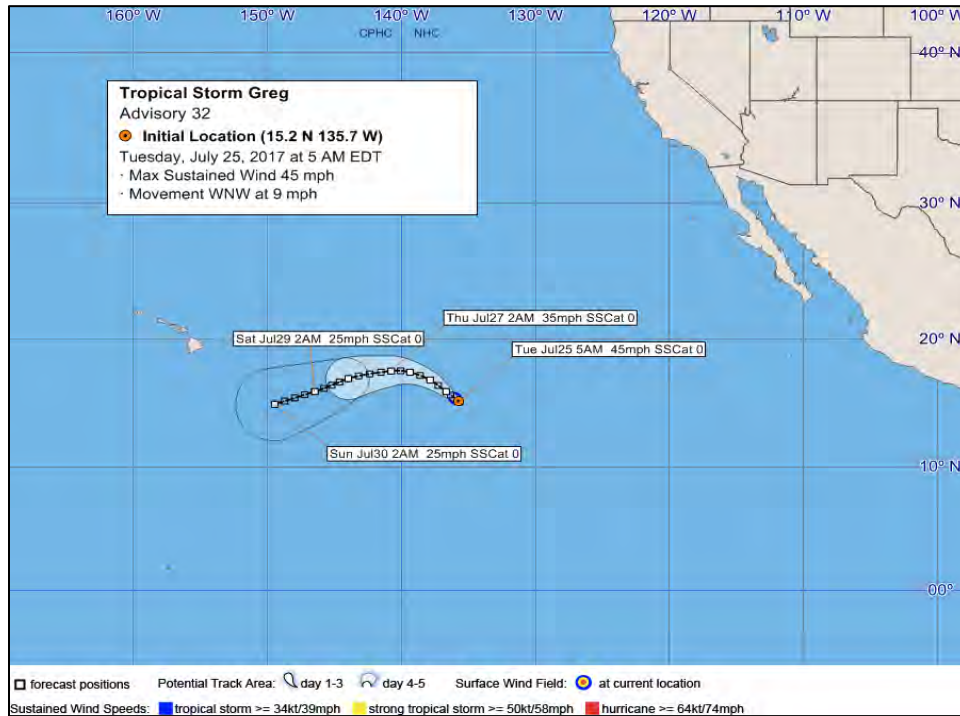 160° W 150° W 140° W 130° W 120° W 110° W 100° W
CPHC NHC
40° N
Tropical Storm Greg
Advisory 32
Initial Location (15.2 N 135.7 W)
Tuesday, July 25, 2017 at 5 AM EDT
· Max Sustained Wind 45 mph
· Movement WNW at 9 mph
30° N
Thu Jul27 2AM 35mph SSCat 0
Sat Jul29 2AM 25mph SSCat 0
20° N
Tue Jul25 5AM 45mph SSCat 0
Sun Jul30 2AM 25mph SSCat 0
10° N
00°
forecast positions Potential Track Area: day 1-3 day 4-5 Surface Wind Field: at current location
Sustained Wind Speeds: tropical storm >= 34kt/39mph strong tropical storm >= 50kt/58mph hurricane >= 64kt/74mph